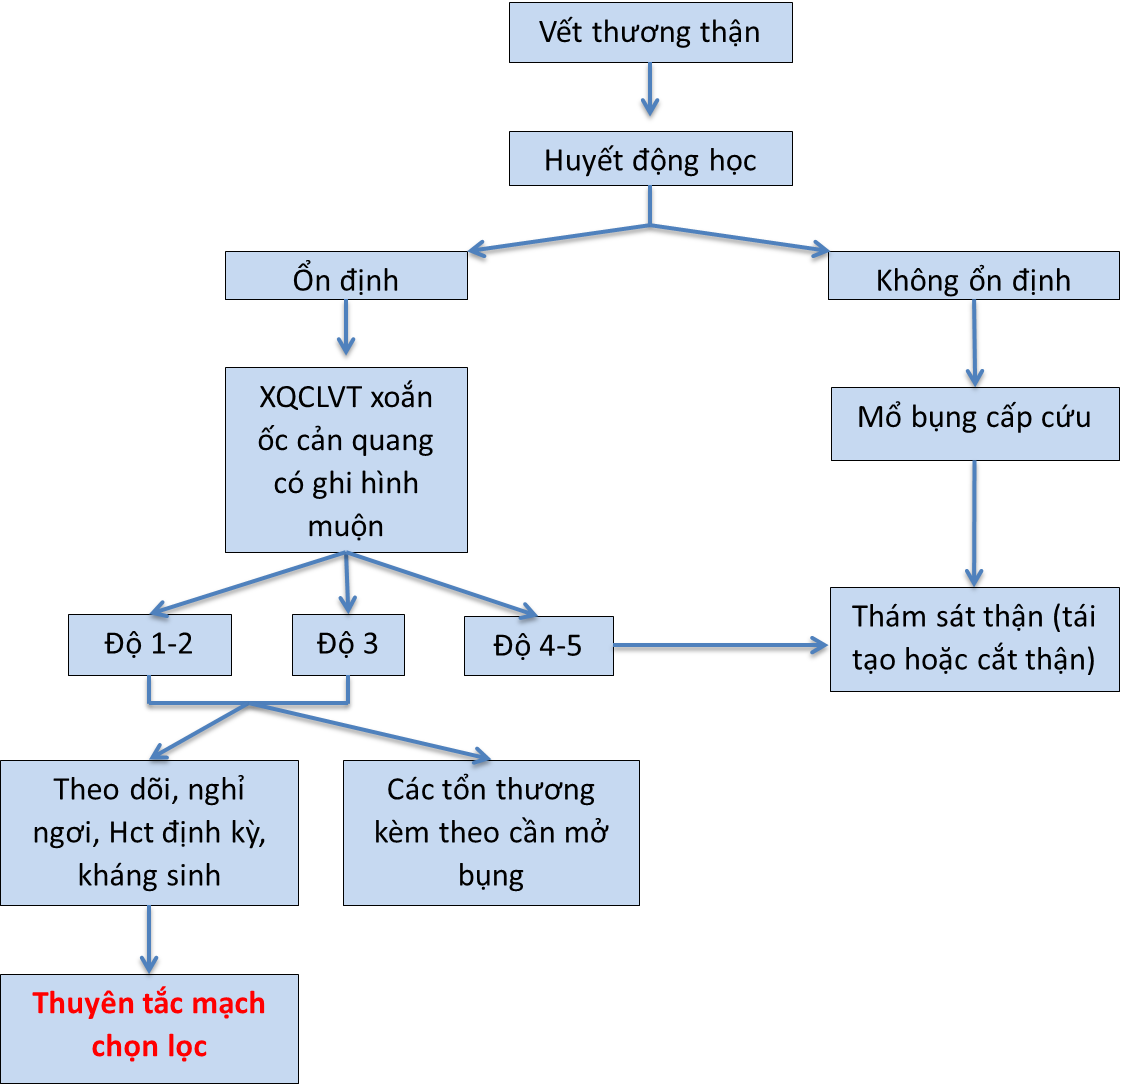 Vết thương thận
Huyết động học
Ổn định
Không ổn định
XQCLVT xoắn
ốc cản quang
có ghi hình
muộn
Mổ bụng cấp cứu
Độ 1-2
Độ 3
Độ 4-5
Thám sát thận (tái
tạo hoặc cắt thận)
Theo dõi, nghỉ
ngơi, Hct định kỳ,
kháng sinh
Các tổn thương
kèm theo cần mở
bụng
Thuyên tắc mạch
chọn lọc